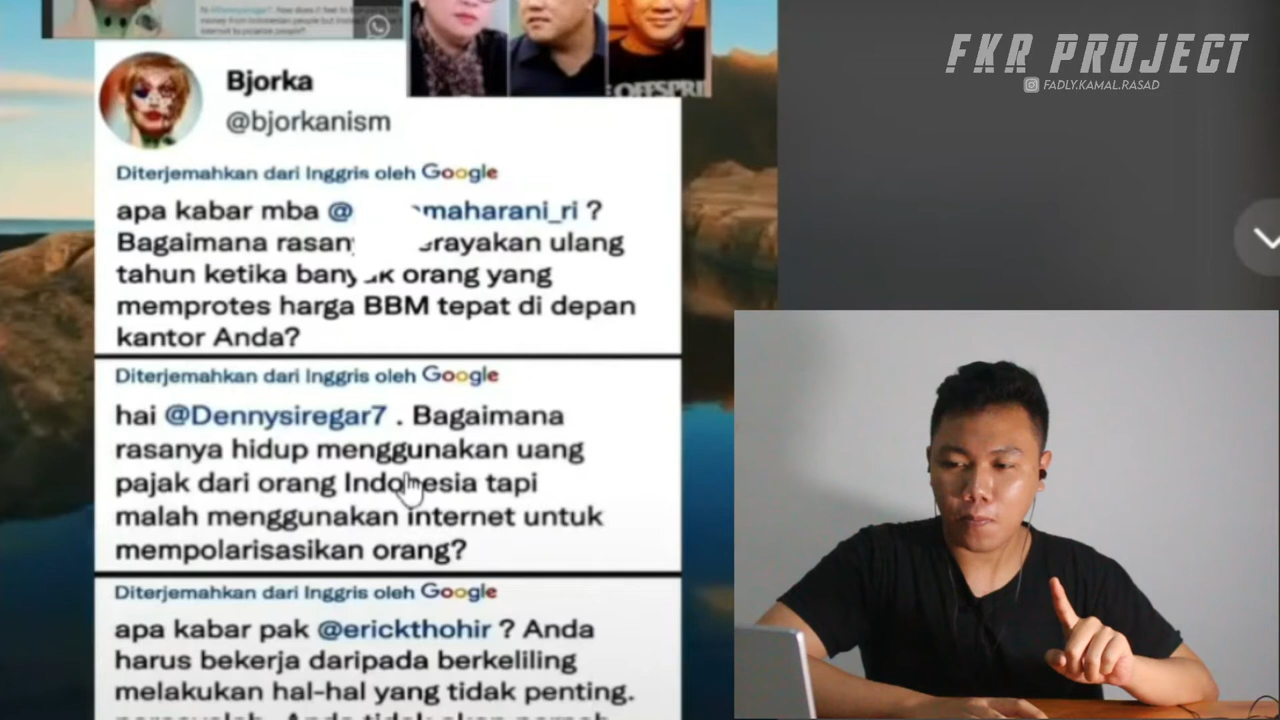 FKR PROJECT
FADLY.KAMAL.RASAD
Bjorka
@bjorkanism
Diterjemahkan dari Inggris oleh Google
apa kabar mba @ maharani_ri ?
Bagaimana rasan erayakan ulang
tahun ketika bany ak orang yang
memprotes harga BBM tepat di depan
kantor Anda?
Diterjemahkan dari Inggris oleh Google
hai @Dennysiregar7 . Bagaimana
rasanya hidup menggunakan uang
pajak dari orang Indonesia tapi
malah menggunakan internet untuk
mempolarisasikan orang?
Diterjemahkan dari Inggris oleh Google
apa kabar pak @erickthohir ? Anda
harus bekerja daripada berkeliling
melakukan hal-hal yang tidak penting.